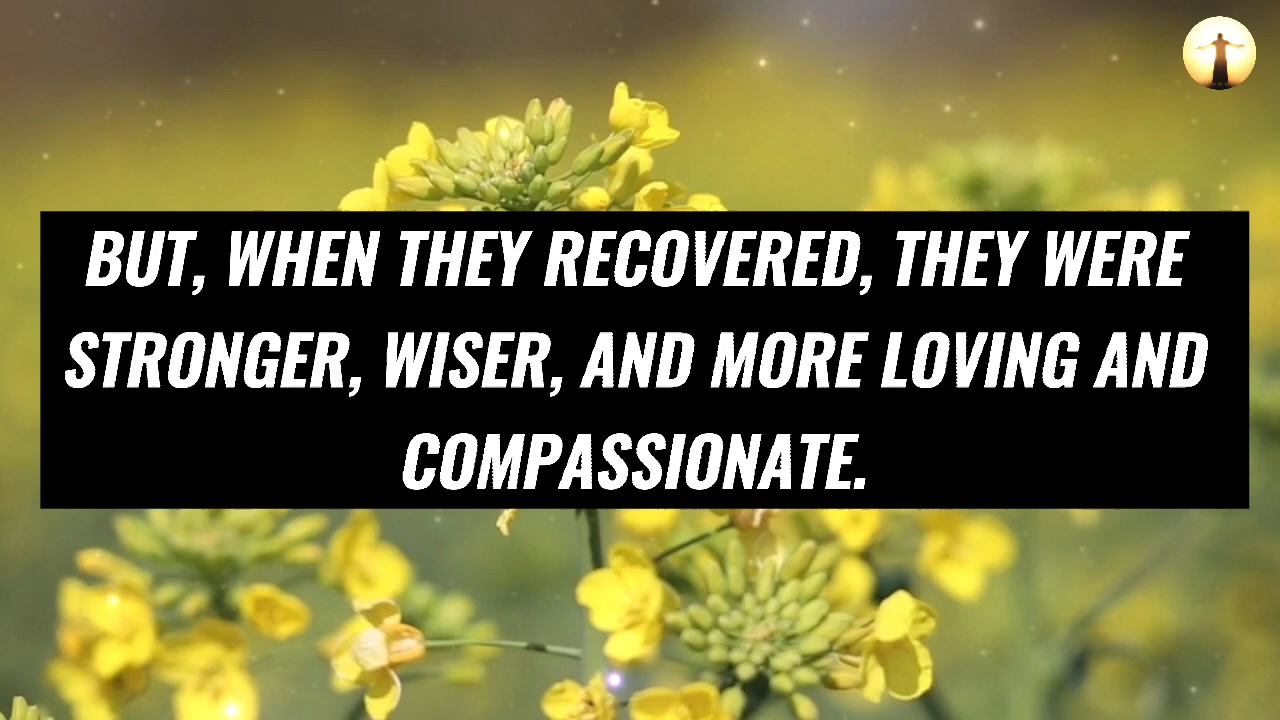 BUT, WHEN THEY RECOVERED, THEY WERE
STRONGER, WISER, AND MORE LOVING AND
COMPASSIONATE.